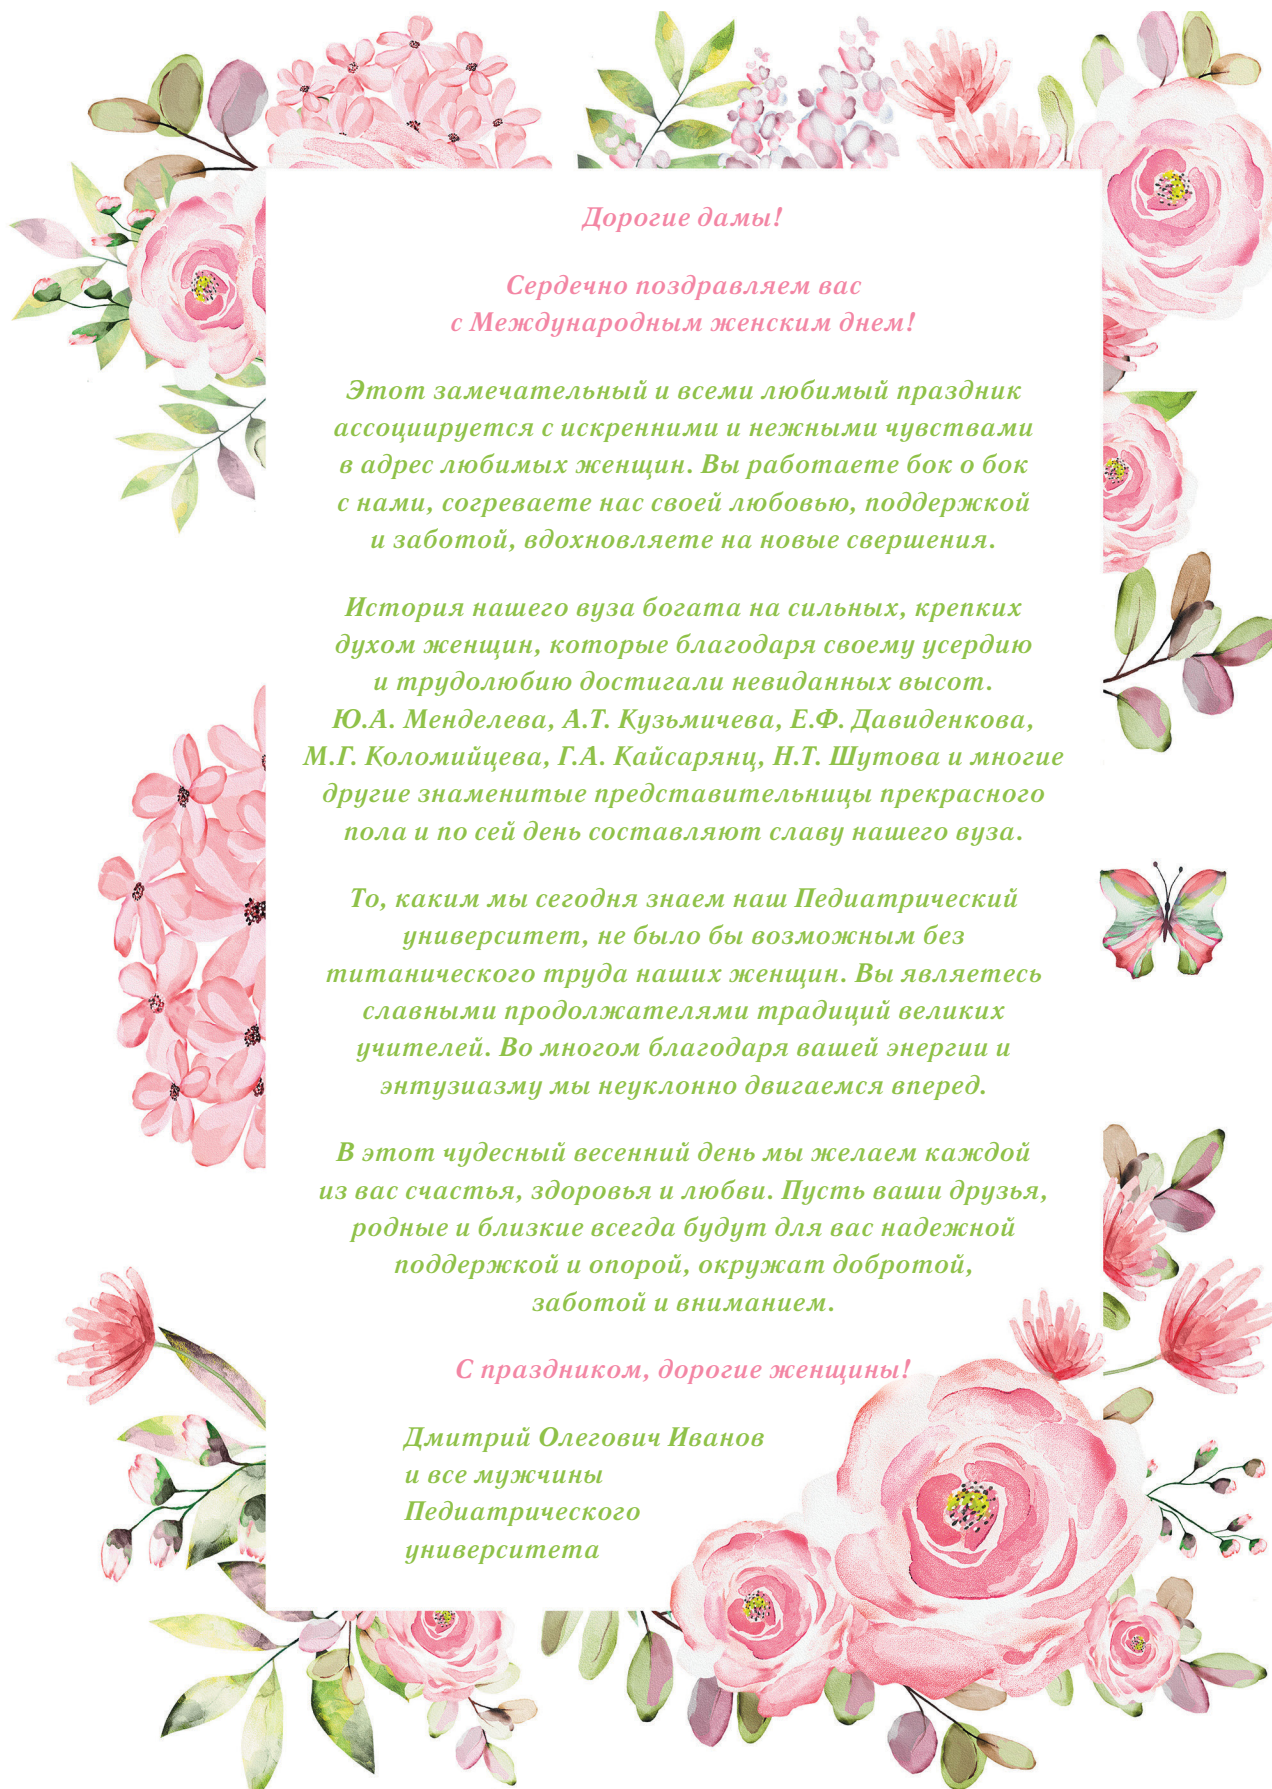 Дорогие дамы!
Сердечно поздравляем вас
с Международным женским днем!
Этот замечательный и всеми любимый праздник
ассоциируется с искренними и нежными чувствами
в адрес любимых женщин. Вы работаете бок о бок
с нами, согреваете нас своей любовью, поддержкой
и заботой, вдохновляете на новые свершения.
История нашего вуза богата на сильных, крепких
духом женщин, которые благодаря своему усердию
и трудолюбию достигали невиданных высот.
Ю.А. Менделева, А.Т. Кузьмичева, Е.Ф. Давиденкова,
М.Г. Коломийцева, Г.А. Кайсарянц, Н.Т. Шутова и многие
другие знаменитые представительницы прекрасного
пола и по сей день составляют славу нашего вуза.
То, каким мы сегодня знаем наш Педиатрический
университет, не было бы возможным без
титанического труда наших женщин. Вы являетесь
славными продолжателями традиций великих
учителей. Во многом благодаря вашей энергии и
энтузиазму мы неуклонно двигаемся вперед.
В этот чудесный весенний день мы желаем каждой
из вас счастья, здоровья и любви. Пусть ваши друзья,
родные и близкие всегда будут для вас надежной
поддержкой и опорой, окружат добротой,
заботой и вниманием.
С праздником, дорогие женщины!
Дмитрий Олегович Иванов
и все мужчины
Педиатрического
университета